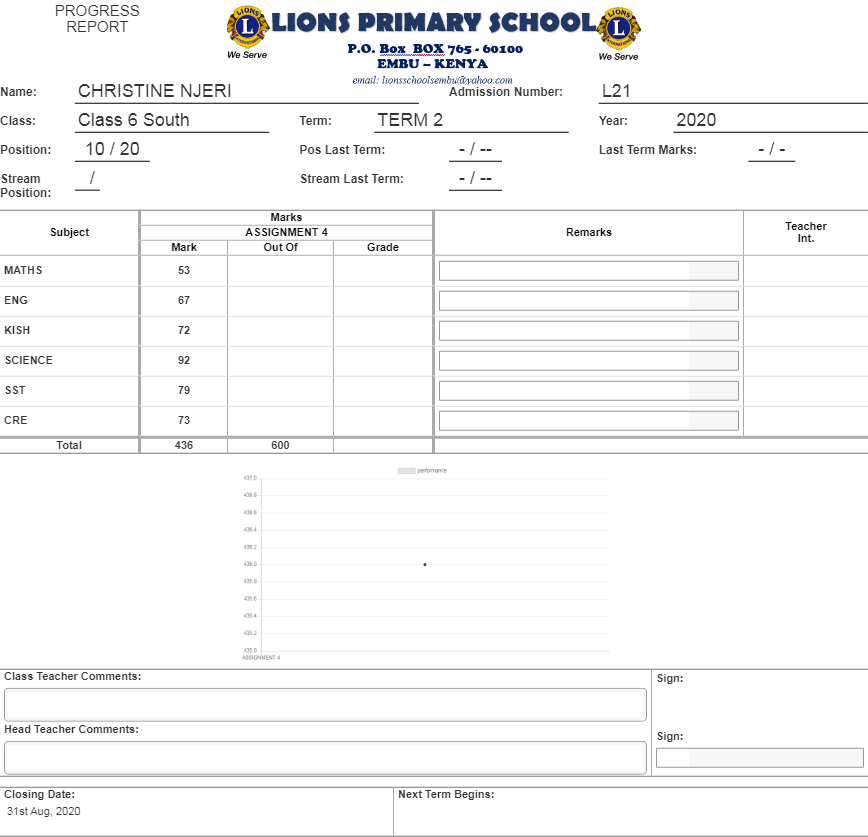 PROGRESS
REPORT
LIONS
L
INTERNATIONAL
We Serve
LIONS PRIMARY SCHOOL
P.O. Box BOX 765 - 60100
EMBU – KENYA
email: lionsschoolsembu@yahoo.com
LIONS
L
INTERNATIONAL
We Serve
Name: CHRISTINE NJERI Admission Number: L21
Class: Class 6 South Term: TERM 2 Year: 2020
Position: 10 / 20 Pos Last Term: - / -- Last Term Marks: - / -
Stream Position: / Stream Last Term: - / --
Subject Marks Remarks Teacher Int.
ASSIGNMENT 4
Mark Out Of Grade
MATHS 53
ENG 67
KISH 72
SCIENCE 92
SST 79
CRE 73
Total 436 600
performance
437.0
436.8
436.6
436.4
436.2
436.0
435.8
435.6
435.4
435.2
435.0
ASSIGNMENT 4
Class Teacher Comments: Sign:
Head Teacher Comments: Sign:
Closing Date: Next Term Begins:
31st Aug, 2020